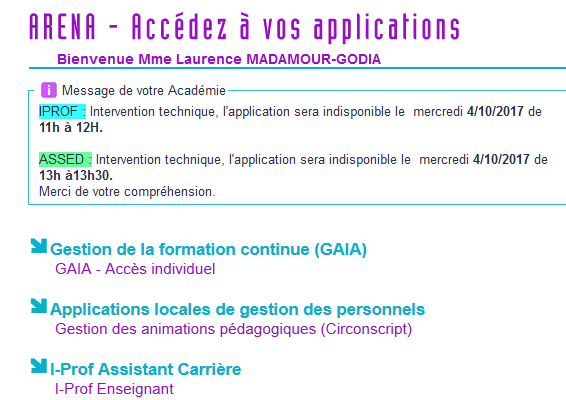 ARENA - Accédez à vos applications
Bienvenue Mme Laurence MADAMOUR-GODIA
i Message de votre Académie
IPROF : Intervention technique, l'application sera indisponible le mercredi 4/10/2017 de
11h à 12H.
ASSED : Intervention technique, l'application sera indisponible le mercredi 4/10/2017 de
13h à13h30.
Merci de votre compréhension.
Gestion de la formation continue (GAIA)
GAIA - Accès individuel
Applications locales de gestion des personnels
Gestion des animations pédagogiques (Circonscript)
I-Prof Assistant Carrière
I-Prof Enseignant